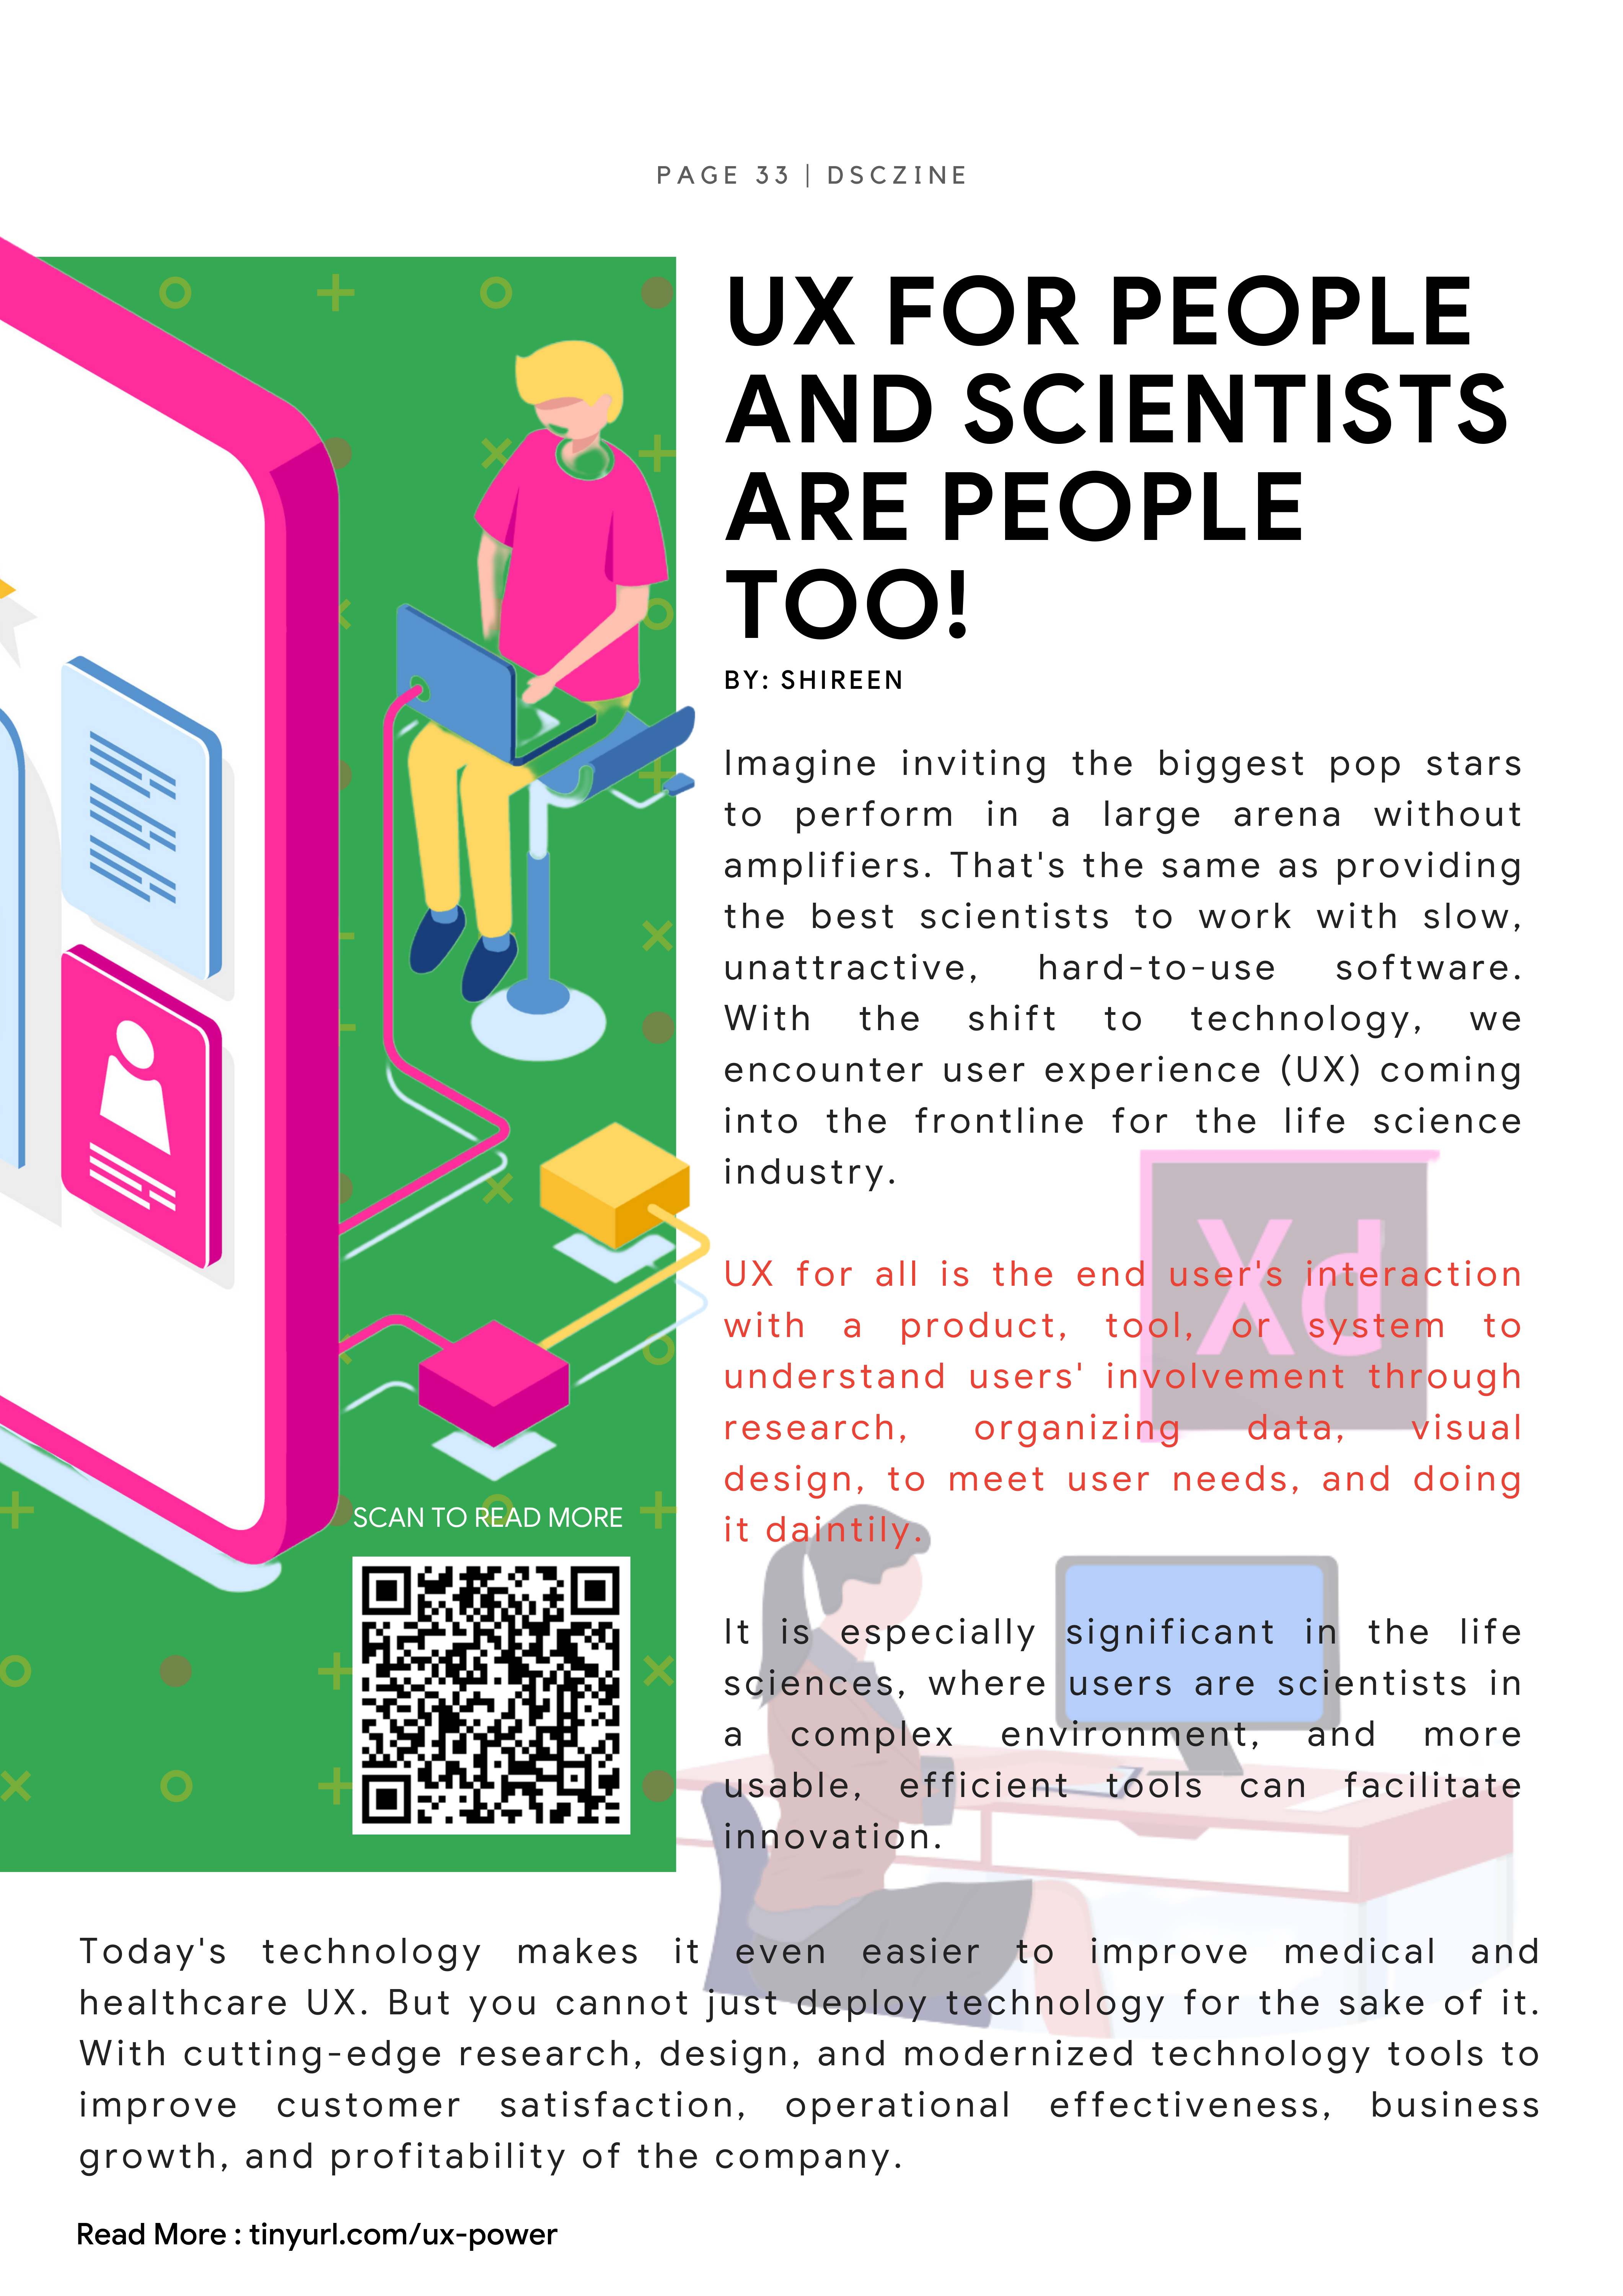 PAGE 33 | DSCZINE
UX FOR PEOPLE
AND SCIENTISTS
ARE PEOPLE
TOO!
BY: SHIREEN
Imagine inviting the biggest pop stars
to perform in a large arena without
amplifiers. That's the same as providing
the best scientists to work with slow,
unattractive, hard-to-use software.
With the shift to technology, we
encounter user experience (UX) coming
into the frontline for the life science
industry.
Xd
UX for all is the end user's interaction
with a product, tool, or system to
understand users' involvement through
research, organizing data, visual
design, to meet user needs, and doing
it daintily.
SCAN TO READ MORE
It is especially significant in the life
sciences, where users are scientists in
a complex environment, and more
usable, efficient tools can facilitate
innovation.
Today's technology makes it even easier to improve medical and
healthcare UX. But you cannot just deploy technology for the sake of it.
With cutting-edge research, design, and modernized technology tools to
improve customer satisfaction, operational effectiveness, business
growth, and profitability of the company.
Read More : tinyurl.com/ux-power